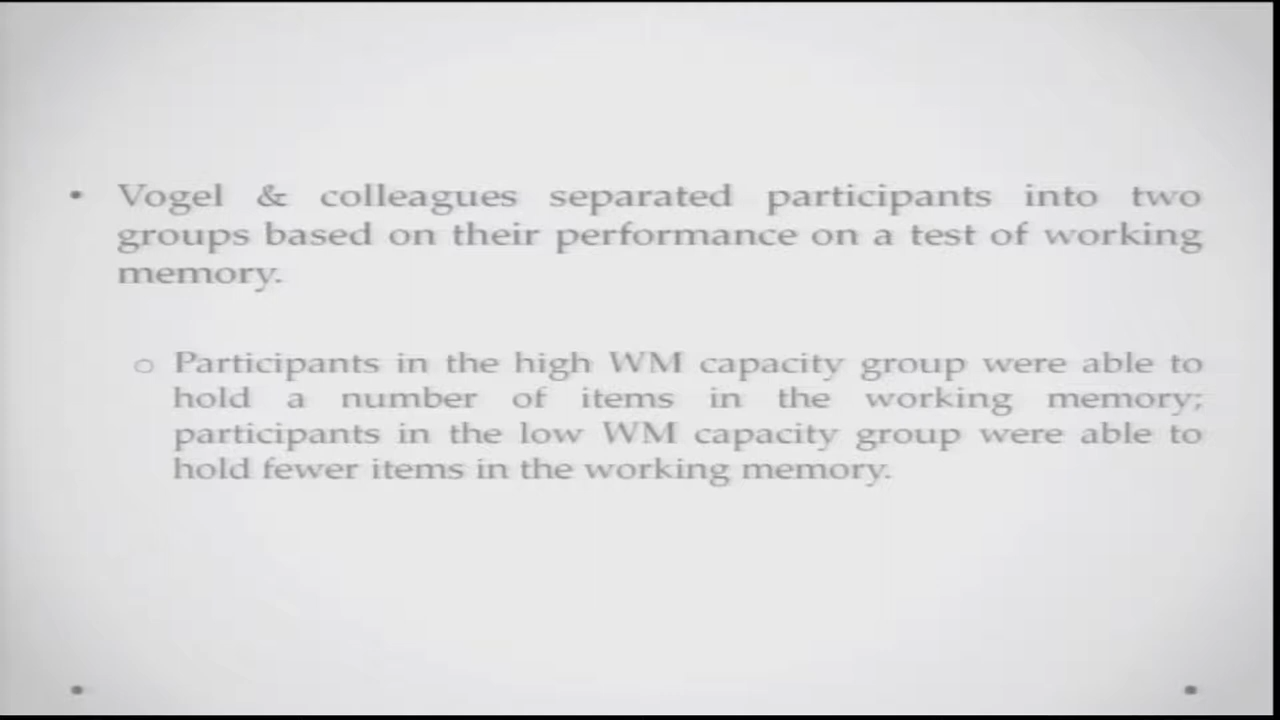 • Vogel & colleagues separated participants into two
groups based on their performance on a test of working
memory.
o Participants in the high WM capacity group were able to
hold a number of items in the working memory;
participants in the low WM capacity group were able to
hold fewer items in the working memory.